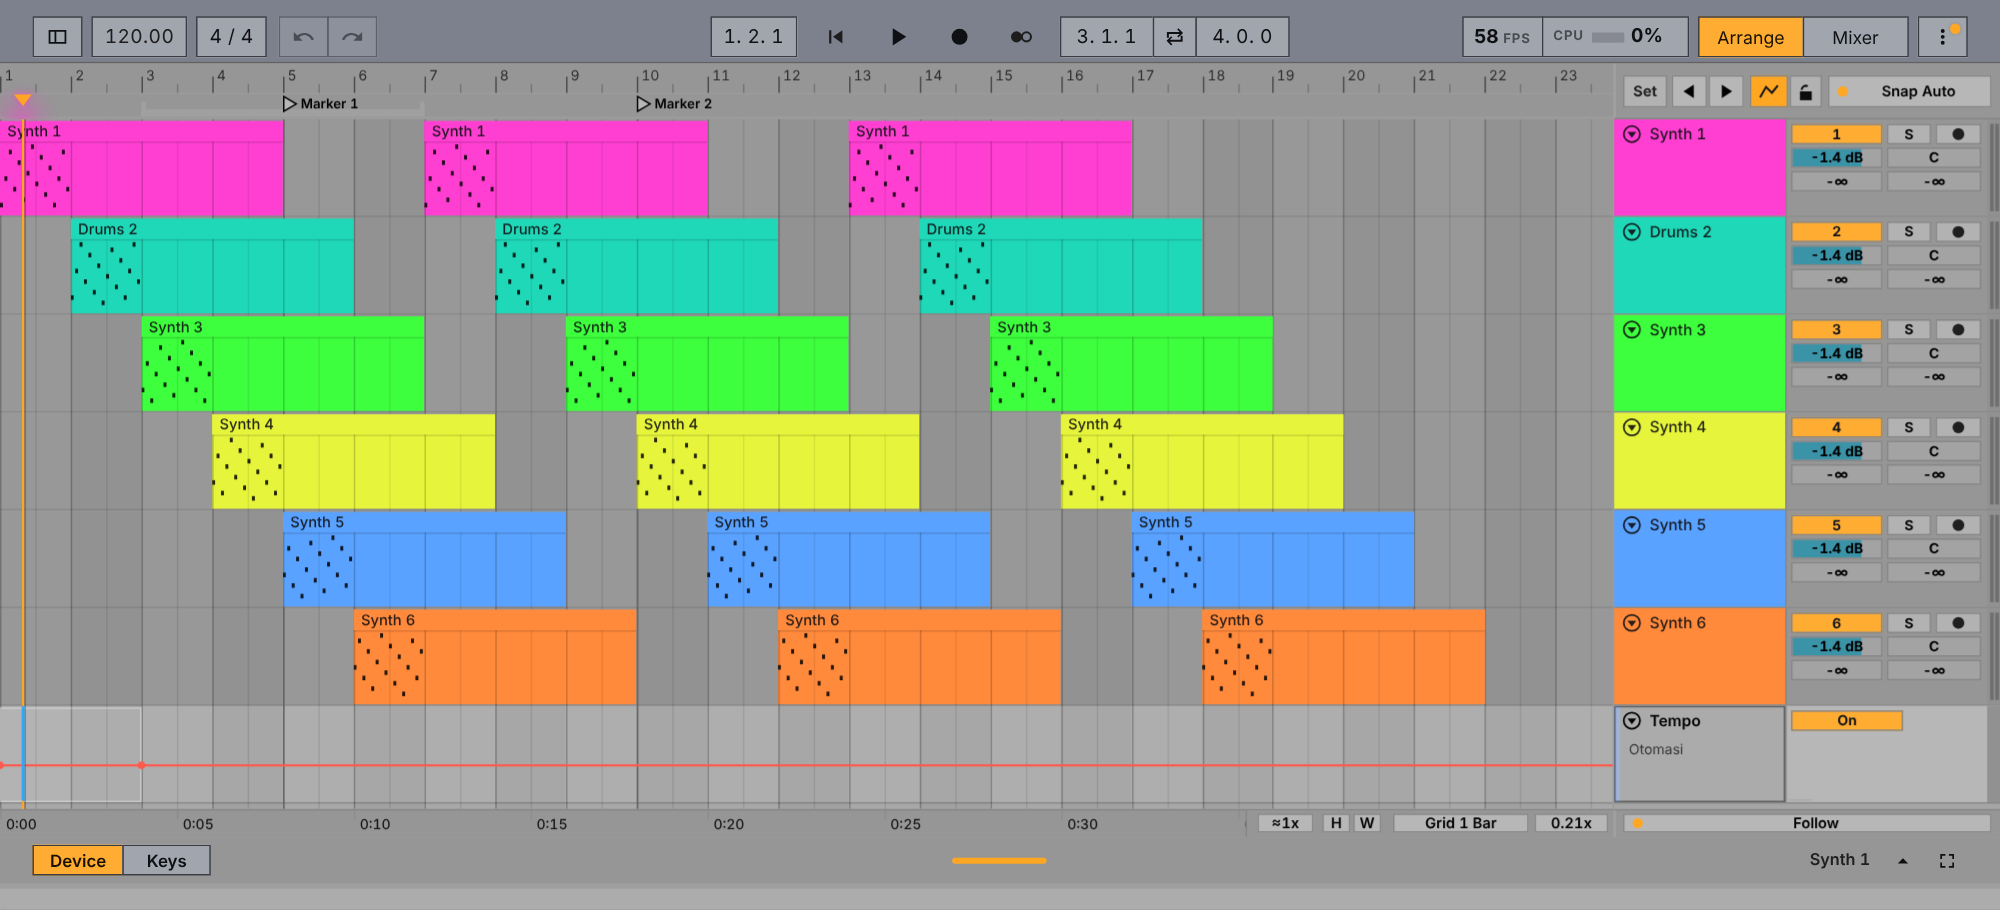 120.00 4 / 4 1. 2. 1 3. 1. 1 4. 0. 0 58 FPS CPU 0% Arrange Mixer
1 2 3 4 5 6 7 8 9 10 11 12 13 14 15 16 17 18 19 20 21 22 23
Set Snap Auto
Marker 1 Marker 2
Synth 1 Synth 1 Synth 1 Synth 1 1 S
-1.4 dB C
-∞ -∞
Drums 2 Drums 2 Drums 2 Drums 2 2 S
-1.4 dB C
-∞ -∞
Synth 3 Synth 3 Synth 3 Synth 3 3 S
-1.4 dB C
-∞ -∞
Synth 4 Synth 4 Synth 4 Synth 4 4 S
-1.4 dB C
-∞ -∞
Synth 5 Synth 5 Synth 5 Synth 5 5 S
-1.4 dB C
-∞ -∞
Synth 6 Synth 6 Synth 6 Synth 6 6 S
-1.4 dB C
-∞ -∞
Tempo On
Otomasi
0:00 0:05 0:10 0:15 0:20 0:25 0:30 ≈1x H W Grid 1 Bar 0.21x Follow
Device Keys Synth 1